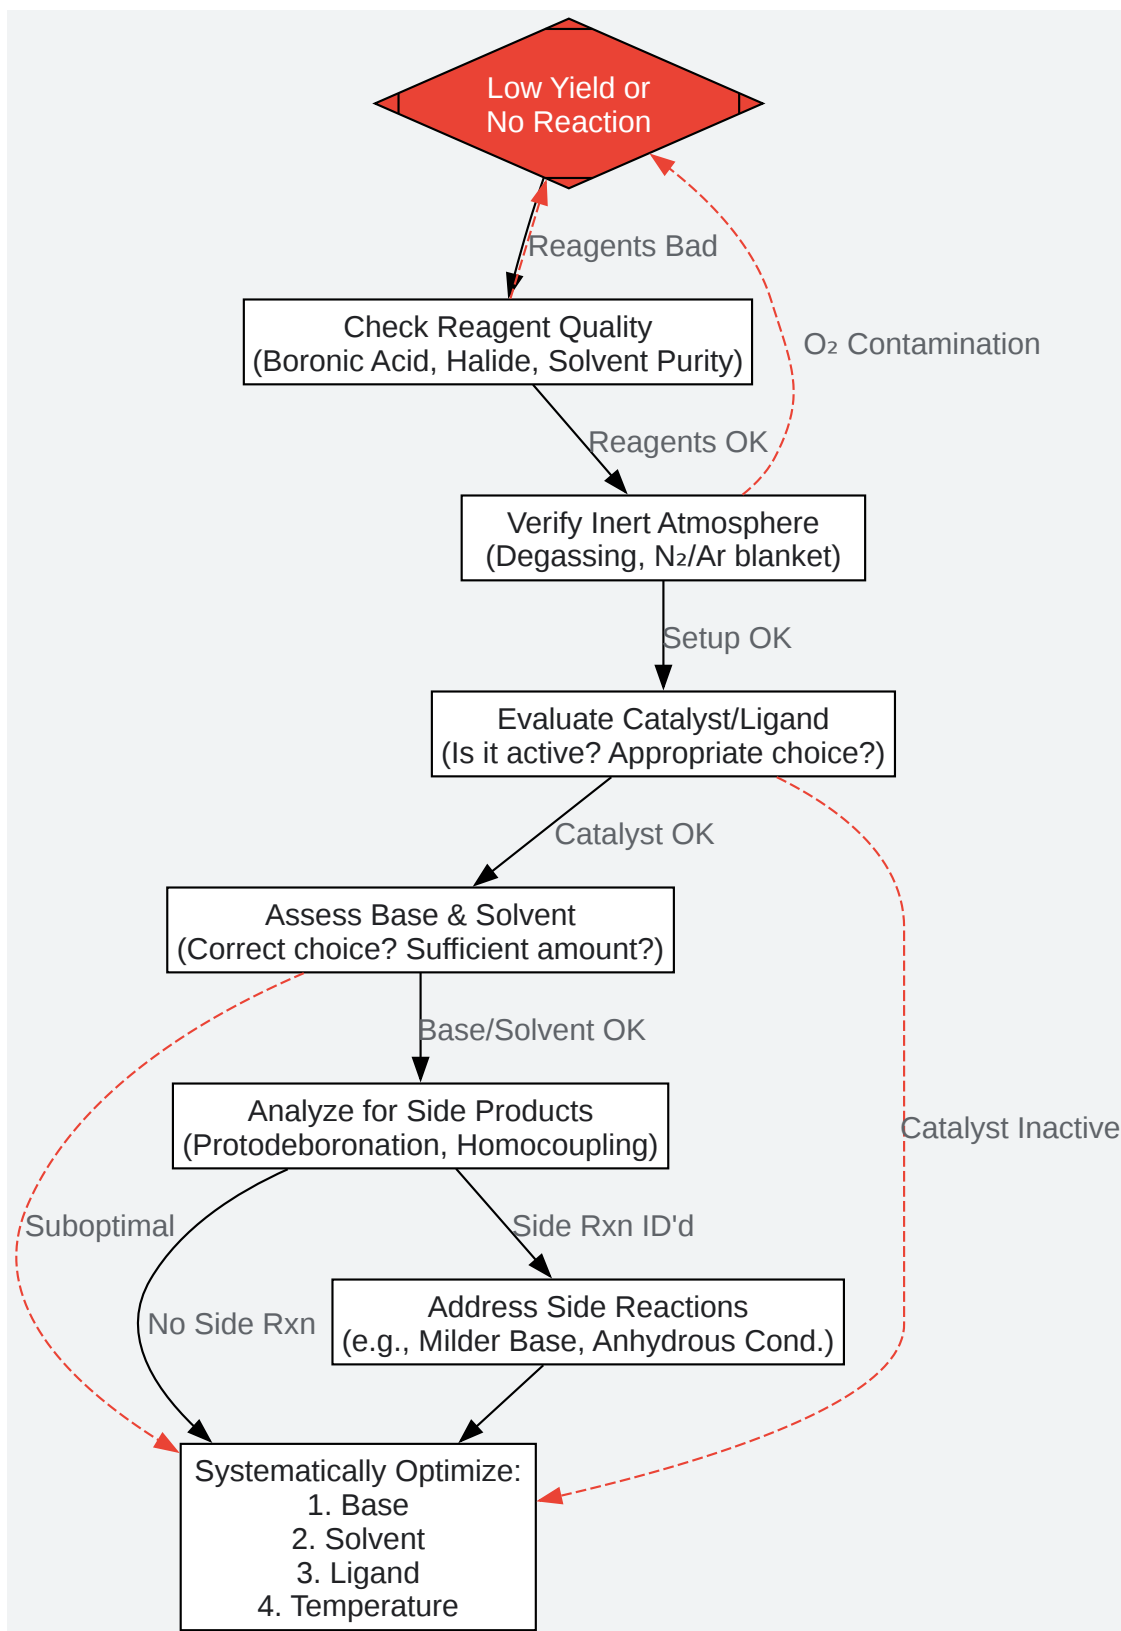 Low Yield or
No Reaction
Reagents Bad
Check Reagent Quality
(Boronic Acid, Halide, Solvent Purity)
O₂ Contamination
Reagents OK
Verify Inert Atmosphere
(Degassing, N₂/Ar blanket)
Setup OK
Evaluate Catalyst/Ligand
(Is it active? Appropriate choice?)
Catalyst OK
Assess Base & Solvent
(Correct choice? Sufficient amount?)
Base/Solvent OK
Analyze for Side Products
(Protodeboronation, Homocoupling)
Catalyst Inactive
Suboptimal
Side Rxn ID'd
No Side Rxn
Address Side Reactions
(e.g., Milder Base, Anhydrous Cond.)
Systematically Optimize:
1. Base
2. Solvent
3. Ligand
4. Temperature